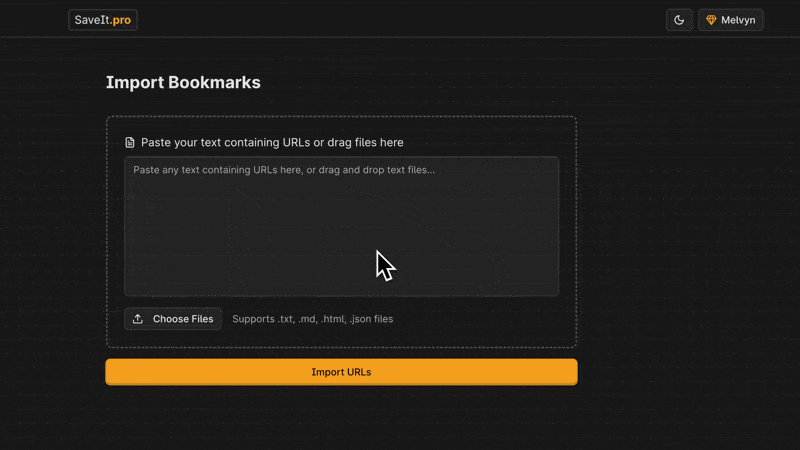 SaveIt.pro
Melvyn
Import Bookmarks
Paste your text containing URLs or drag files here
Paste any text containing URLs here, or drag and drop text files...
Choose Files
Supports .txt, .md, .html, .json files
Import URLs